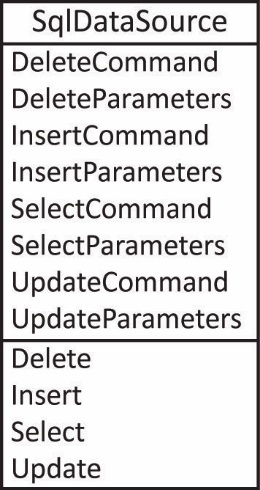 SqlDataSource
DeleteCommand
DeleteParameters
InsertCommand
InsertParameters
SelectCommand
SelectParameters
UpdateCommand
UpdateParameters
Delete
Insert
Select
Update